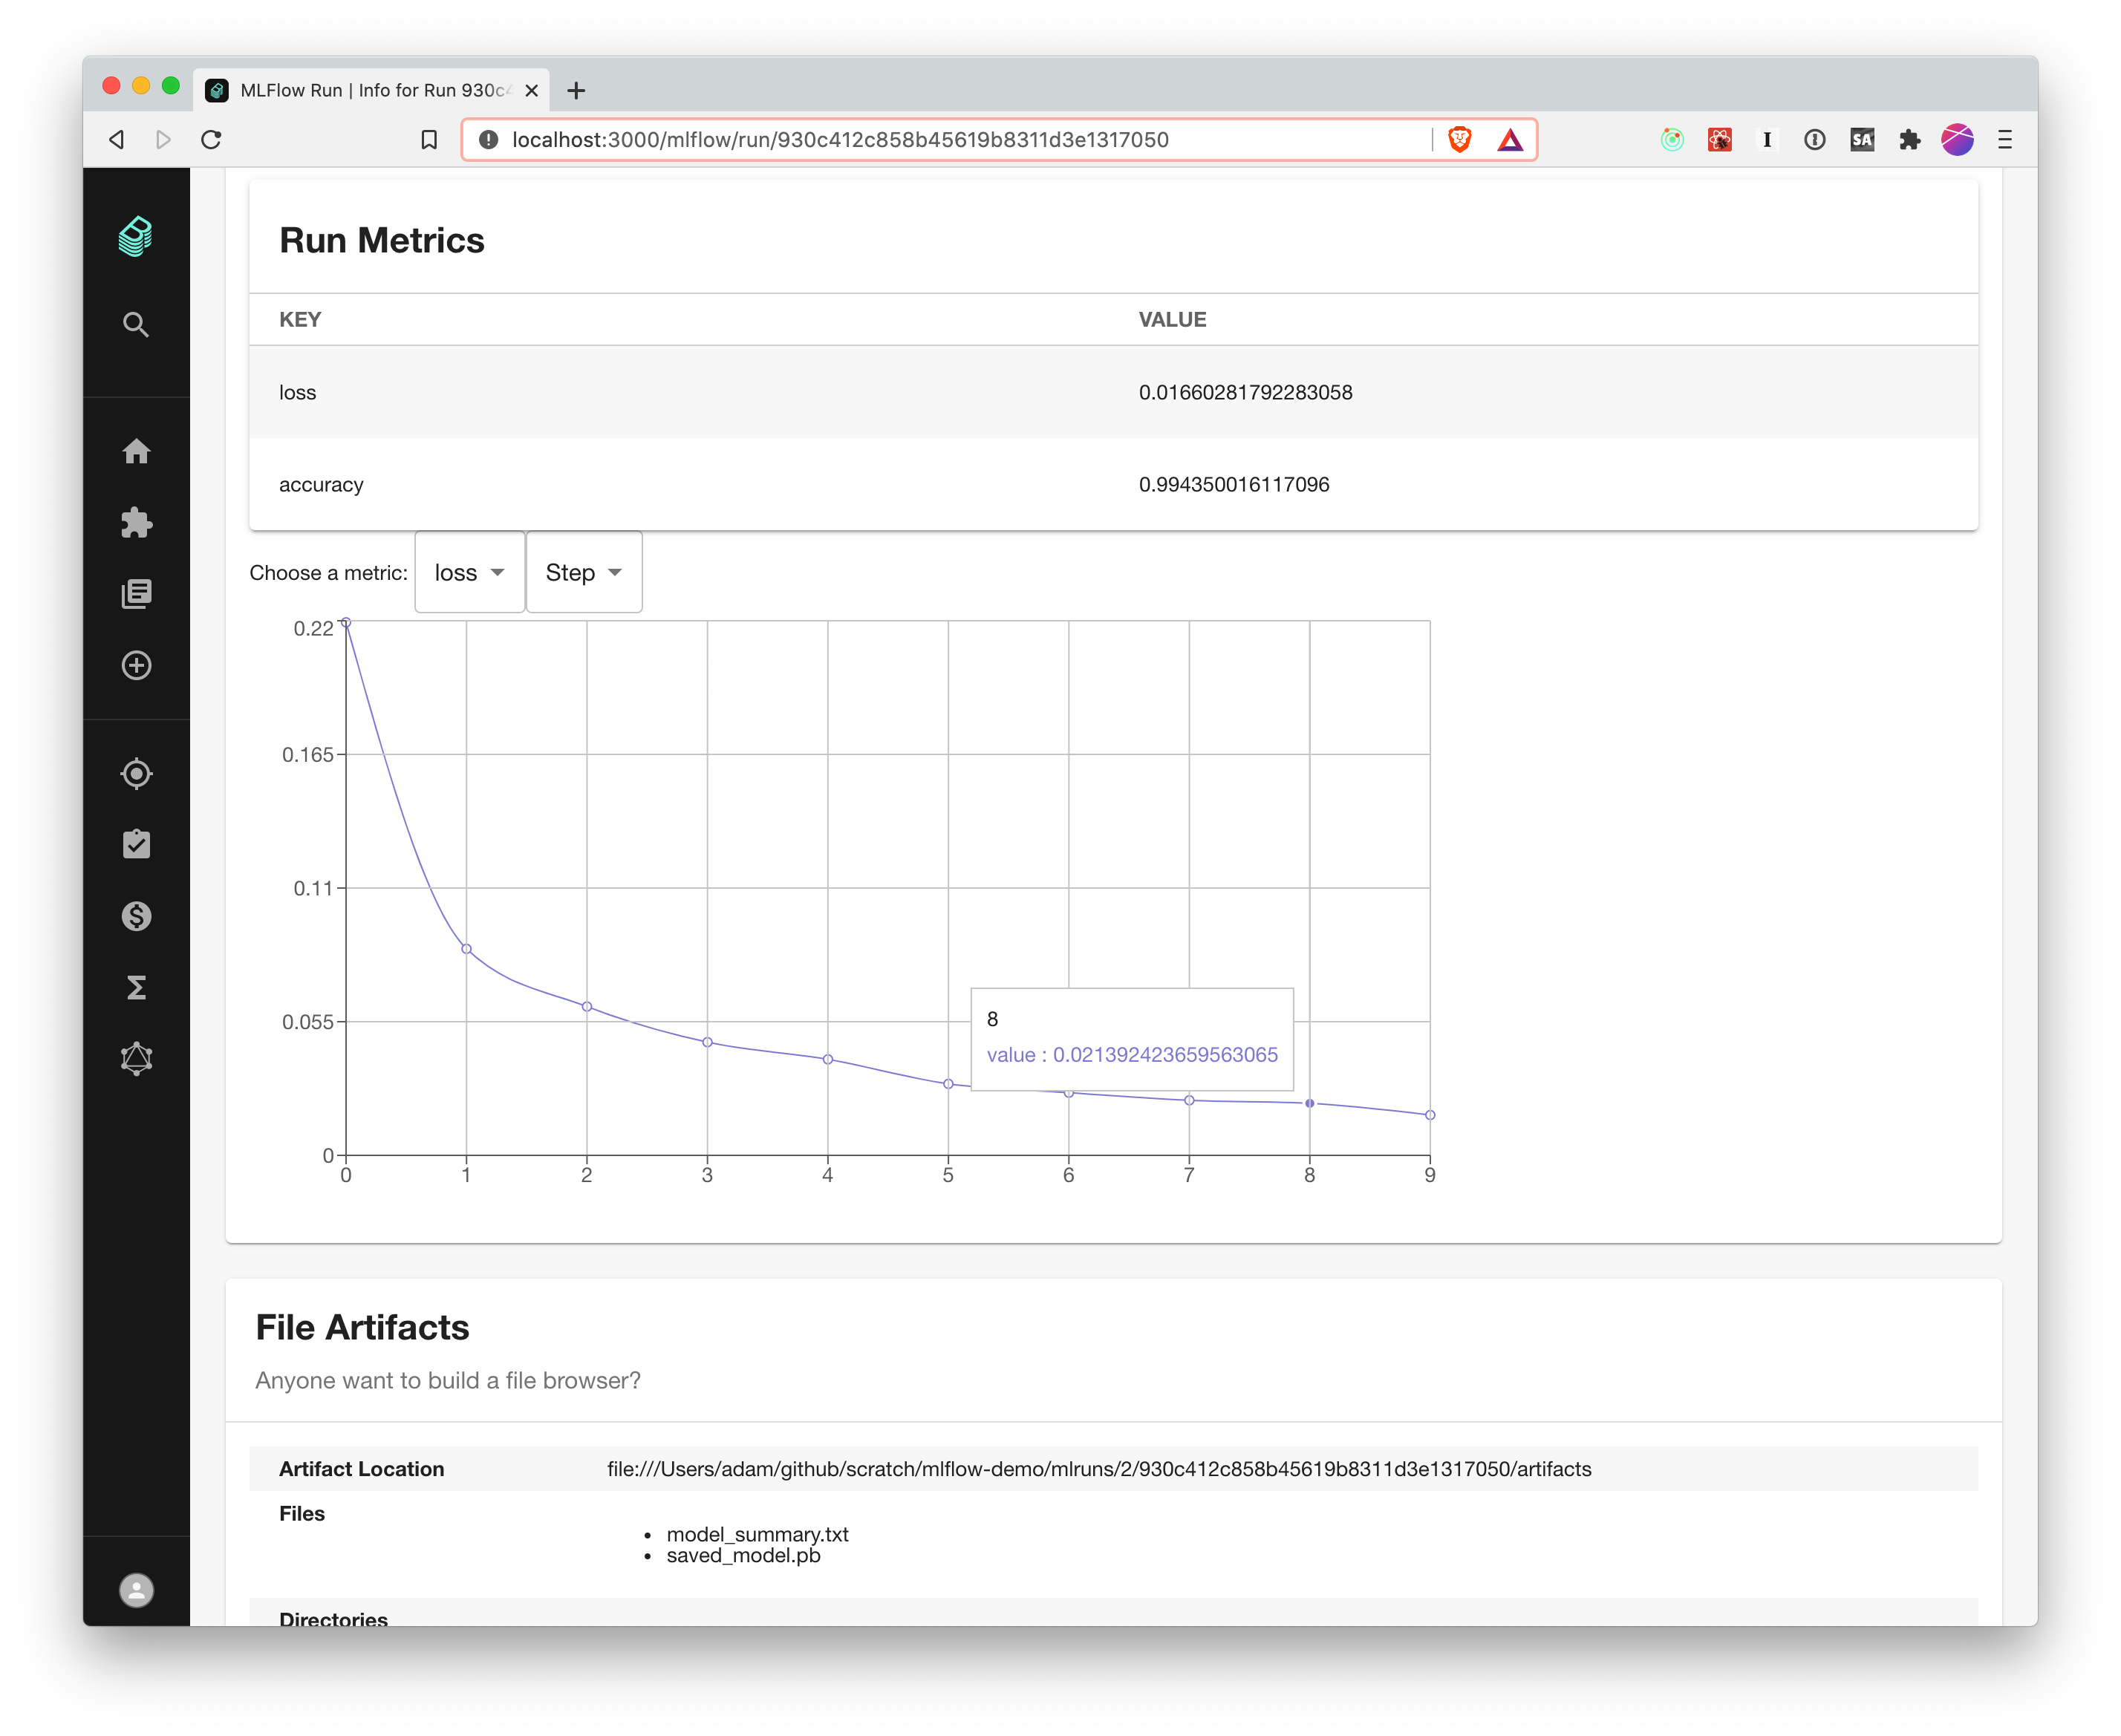 MLFlow Run | Info for Run 930c4
localhost:3000/mlflow/run/930c412c858b45619b8311d3e1317050
SA
Run Metrics
KEY VALUE
loss 0.01660281792283058
accuracy 0.994350016117096
Choose a metric: loss Step
0.22
0.165
0.11
0.055
8
value : 0.021392423659563065
0
0 1 2 3 4 5 6 7 8 9
File Artifacts
Anyone want to build a file browser?
Artifact Location file:///Users/adam/github/scratch/mlflow-demo/mlruns/2/930c412c858b45619b8311d3e1317050/artifacts
Files
• model_summary.txt
• saved_model.pb
Directories